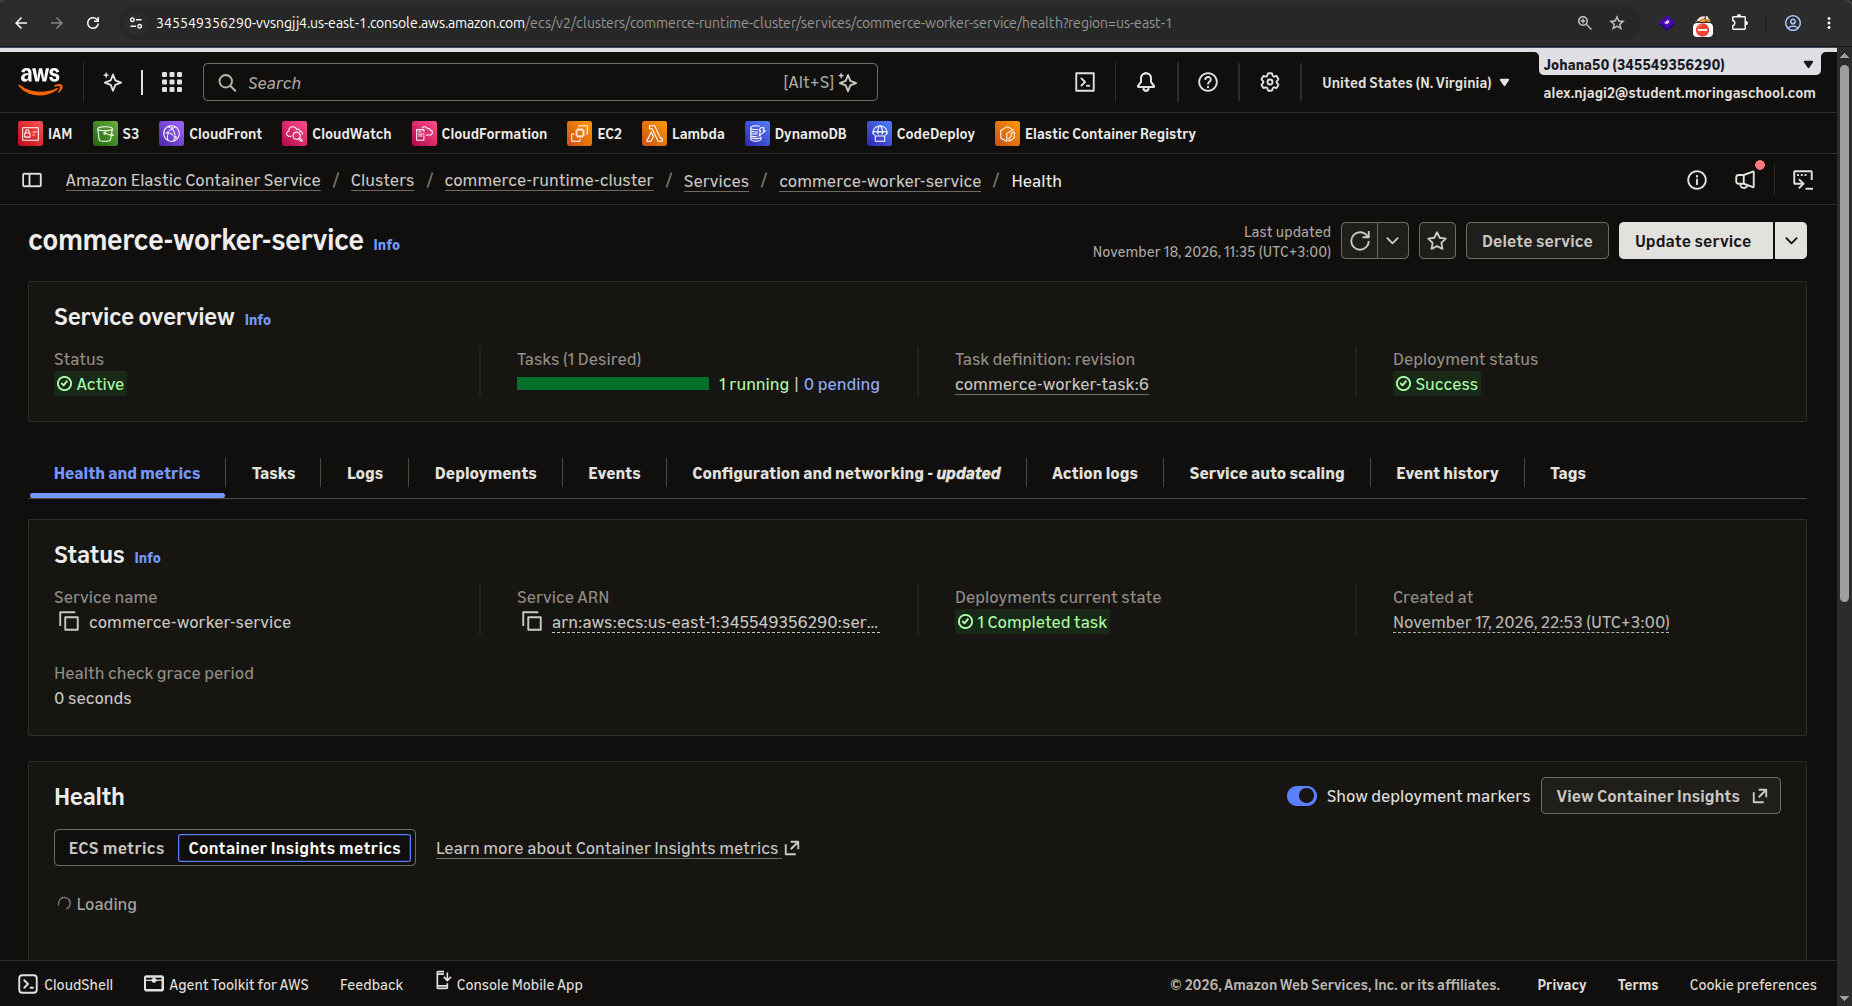 345549356290-vvsngjj4.us-east-1.console.aws.amazon.com/ecs/v2/clusters/commerce-runtime-cluster/services/commerce-worker-service/health?region=us-east-1
aws
Search [Alt+S]
United States (N. Virginia)
Johana50 (345549356290)
alex.njagi2@student.moringaschool.com
IAM S3 CloudFront CloudWatch CloudFormation EC2 Lambda DynamoDB CodeDeploy Elastic Container Registry
Amazon Elastic Container Service / Clusters / commerce-runtime-cluster / Services / commerce-worker-service / Health
commerce-worker-service Info
Last updated
November 18, 2026, 11:35 (UTC+3:00)
Delete service
Update service
Service overview Info
Status
Active
Tasks (1 Desired)
1 running | 0 pending
Task definition: revision
commerce-worker-task:6
Deployment status
Success
Health and metrics Tasks Logs Deployments Events Configuration and networking - updated Action logs Service auto scaling Event history Tags
Status Info
Service name
commerce-worker-service
Service ARN
arn:aws:ecs:us-east-1:345549356290:ser...
Deployments current state
1 Completed task
Created at
November 17, 2026, 22:53 (UTC+3:00)
Health check grace period
0 seconds
Health
Show deployment markers
View Container Insights
ECS metrics Container Insights metrics Learn more about Container Insights metrics
Loading
CloudShell Agent Toolkit for AWS Feedback Console Mobile App © 2026, Amazon Web Services, Inc. or its affiliates. Privacy Terms Cookie preferences